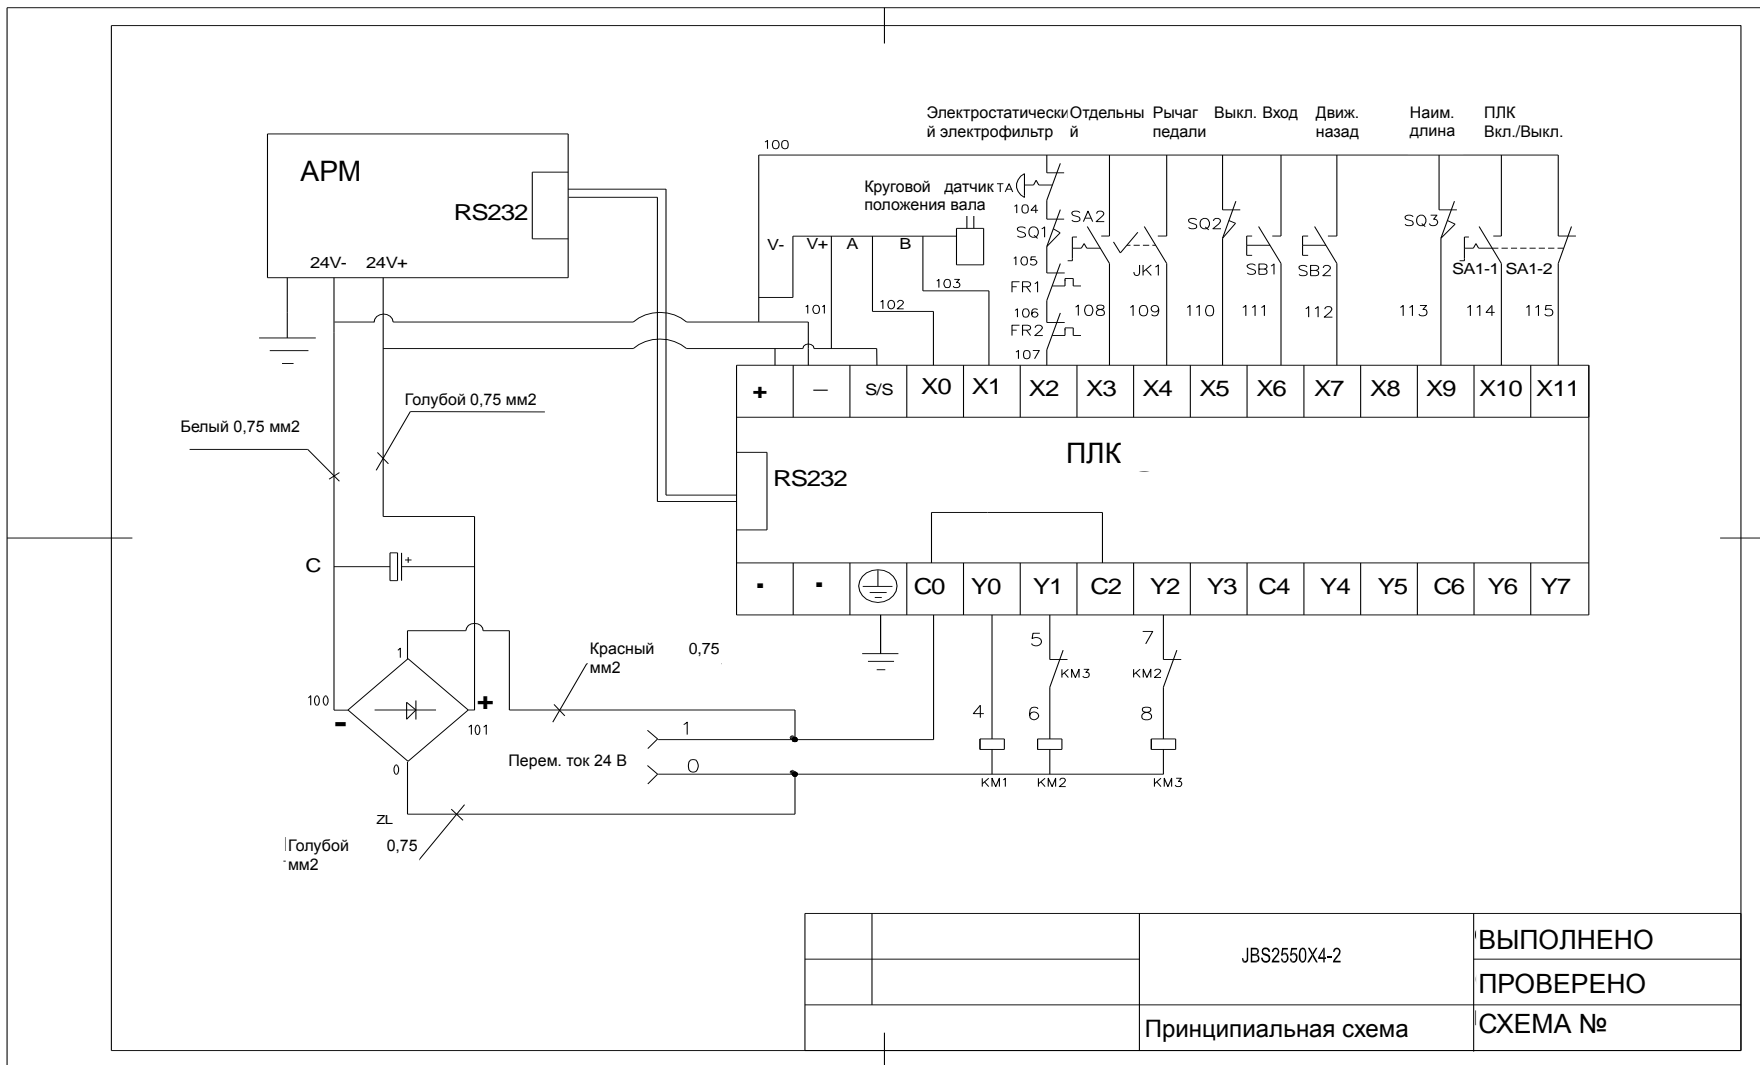 Электростатически Отдельны Рычаг Выкл. Вход Движ. Наим. ПЛК
й электрофильтр й педали назад длина Вкл./Выкл.
100
АРМ
RS232
24V- 24V+
Круговой датчик
положения вала
TA
104
SQ1
105
FR1
106
FR2
107
V- V+ A B
101 102 103
SA2 JK1 SQ2 SB1 SB2 SQ3 SA1-1 SA1-2
108 109 110 111 112 113 114 115
+ – S/S X0 X1 X2 X3 X4 X5 X6 X7 X8 X9 X10 X11
ПЛК
RS232
- - C0 Y0 Y1 C2 Y2 Y3 C4 Y4 Y5 C6 Y6 Y7
Голубой 0,75 мм2
Белый 0,75 мм2
C
+
1
100
-
+
101
0
ZL
Красный 0,75
мм2
1
Перем. ток 24 В
0
Голубой 0,75
мм2
5 7
KM3 KM2
4 6 8
KM1 KM2 KM3
JBS2550X4-2
ВЫПОЛНЕНО
ПРОВЕРЕНО
Принципиальная схема
СХЕМА №